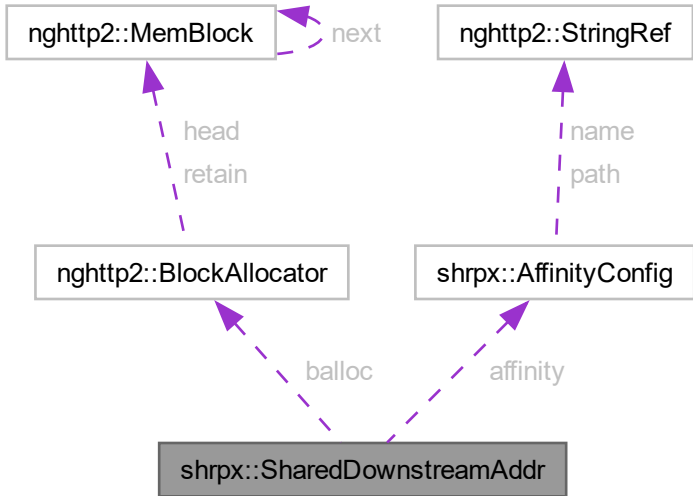 nghttp2::MemBlock
next
nghttp2::StringRef
head
retain
name
path
nghttp2::BlockAllocator
shrpx::AffinityConfig
balloc
affinity
shrpx::SharedDownstreamAddr